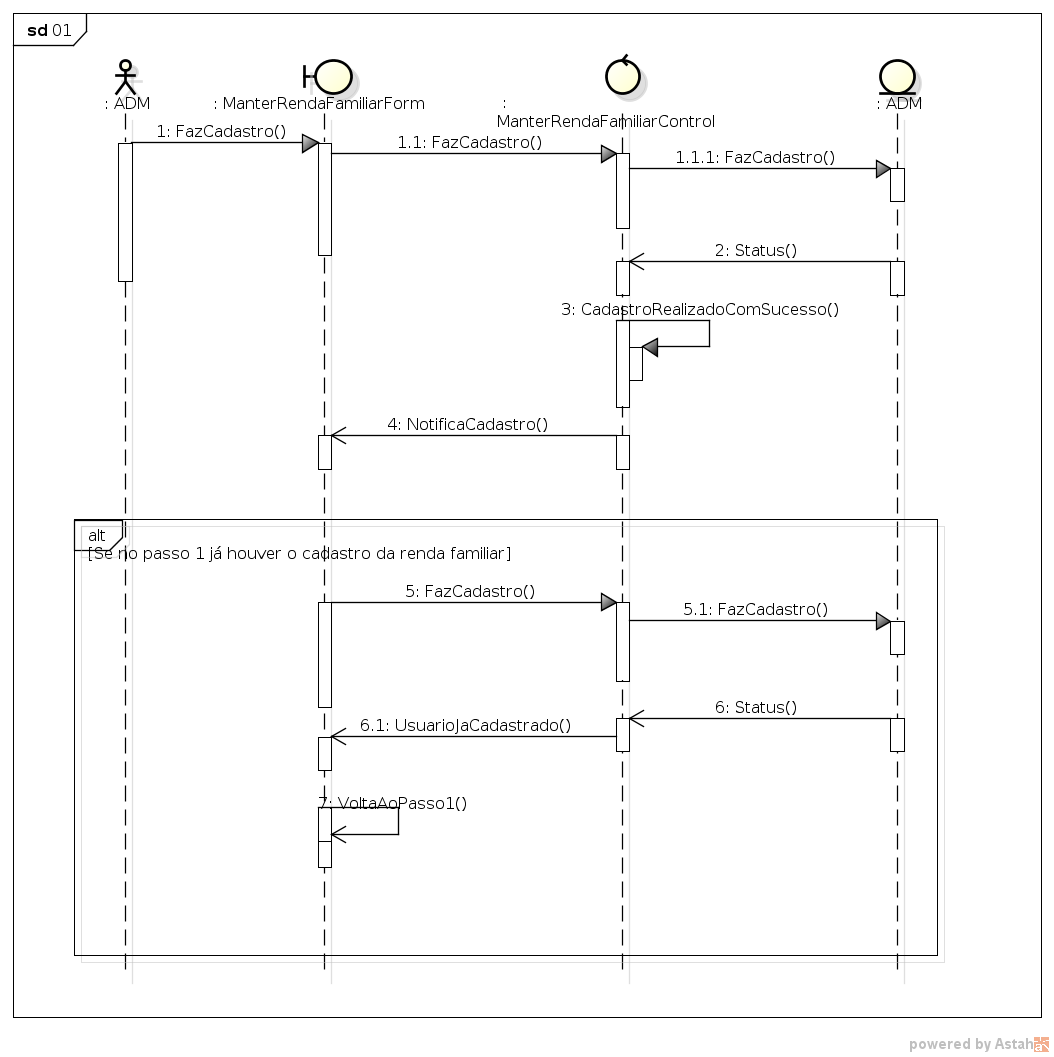 sd 01
: ADM
: ManterRendaFamiliarForm
:
ManterRendaFamiliarControl
: ADM
1: FazCadastro()
1.1: FazCadastro()
1.1.1: FazCadastro()
2: Status()
3: CadastroRealizadoComSucesso()
4: NotificaCadastro()
alt
[Se no passo 1 já houver o cadastro da renda familiar]
5: FazCadastro()
5.1: FazCadastro()
6: Status()
6.1: UsuarioJaCadastrado()
7: VoltaAoPasso1()
powered by Astah